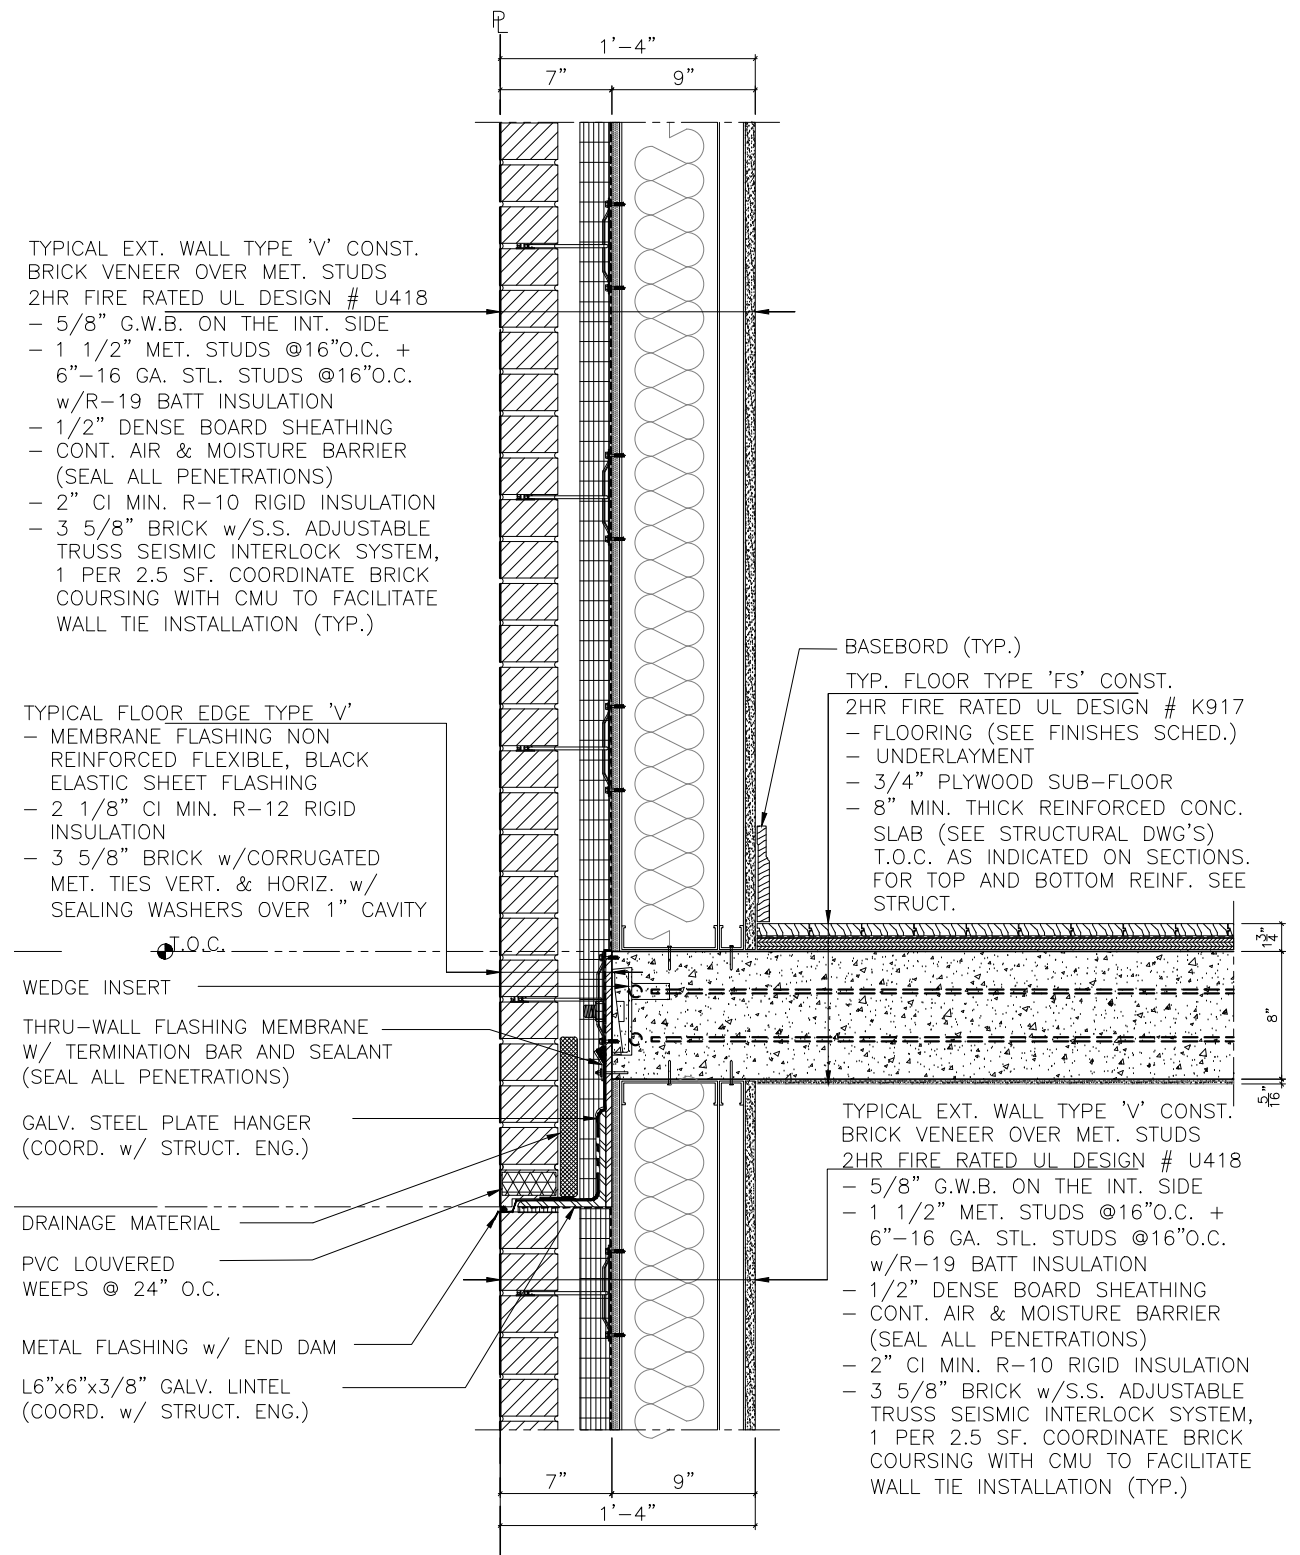 PL
1'-4"
7"
9"
TYPICAL EXT. WALL TYPE 'V' CONST.
BRICK VENEER OVER MET. STUDS
2HR FIRE RATED UL DESIGN # U418
- 5/8" G.W.B. ON THE INT. SIDE
- 1 1/2" MET. STUDS @16"O.C. +
6"-16 GA. STL. STUDS @16"O.C.
w/R-19 BATT INSULATION
- 1/2" DENSE BOARD SHEATHING
- CONT. AIR & MOISTURE BARRIER
(SEAL ALL PENETRATIONS)
- 2" CI MIN. R-10 RIGID INSULATION
- 3 5/8" BRICK w/S.S. ADJUSTABLE
TRUSS SEISMIC INTERLOCK SYSTEM,
1 PER 2.5 SF. COORDINATE BRICK
COURSING WITH CMU TO FACILITATE
WALL TIE INSTALLATION (TYP.)
TYPICAL FLOOR EDGE TYPE 'V'
- MEMBRANE FLASHING NON
REINFORCED FLEXIBLE, BLACK
ELASTIC SHEET FLASHING
- 2 1/8" CI MIN. R-12 RIGID
INSULATION
- 3 5/8" BRICK w/CORRUGATED
MET. TIES VERT. & HORIZ. w/
SEALING WASHERS OVER 1" CAVITY
T.O.C.
WEDGE INSERT
THRU-WALL FLASHING MEMBRANE
W/ TERMINATION BAR AND SEALANT
(SEAL ALL PENETRATIONS)
GALV. STEEL PLATE HANGER
(COORD. w/ STRUCT. ENG.)
DRAINAGE MATERIAL
PVC LOUVERED
WEEPS @ 24" O.C.
METAL FLASHING w/ END DAM
L6"x6"x3/8" GALV. LINTEL
(COORD. w/ STRUCT. ENG.)
BASEBORD (TYP.)
TYP. FLOOR TYPE 'FS' CONST.
2HR FIRE RATED UL DESIGN # K917
- FLOORING (SEE FINISHES SCHED.)
- UNDERLAYMENT
- 3/4" PLYWOOD SUB-FLOOR
- 8" MIN. THICK REINFORCED CONC.
SLAB (SEE STRUCTURAL DWG'S)
T.O.C. AS INDICATED ON SECTIONS.
FOR TOP AND BOTTOM REINF. SEE
STRUCT.
1 3/4"
8"
5/16"
TYPICAL EXT. WALL TYPE 'V' CONST.
BRICK VENEER OVER MET. STUDS
2HR FIRE RATED UL DESIGN # U418
- 5/8" G.W.B. ON THE INT. SIDE
- 1 1/2" MET. STUDS @16"O.C. +
6"-16 GA. STL. STUDS @16"O.C.
w/R-19 BATT INSULATION
- 1/2" DENSE BOARD SHEATHING
- CONT. AIR & MOISTURE BARRIER
(SEAL ALL PENETRATIONS)
- 2" CI MIN. R-10 RIGID INSULATION
- 3 5/8" BRICK w/S.S. ADJUSTABLE
TRUSS SEISMIC INTERLOCK SYSTEM,
1 PER 2.5 SF. COORDINATE BRICK
COURSING WITH CMU TO FACILITATE
WALL TIE INSTALLATION (TYP.)
7"
9"
1'-4"